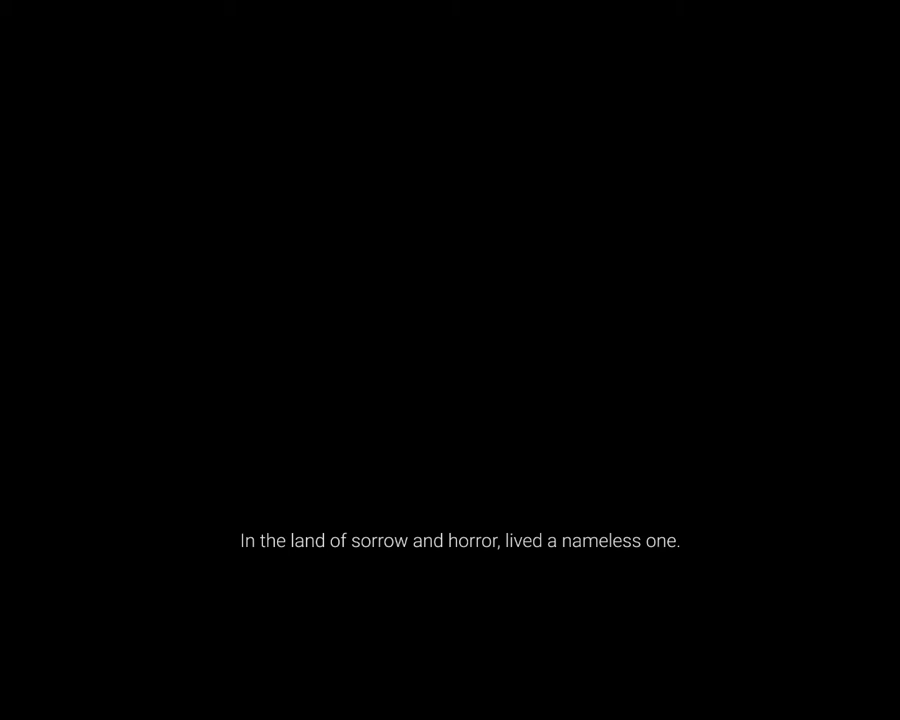 In the land of sorrow and horror, lived a nameless one.